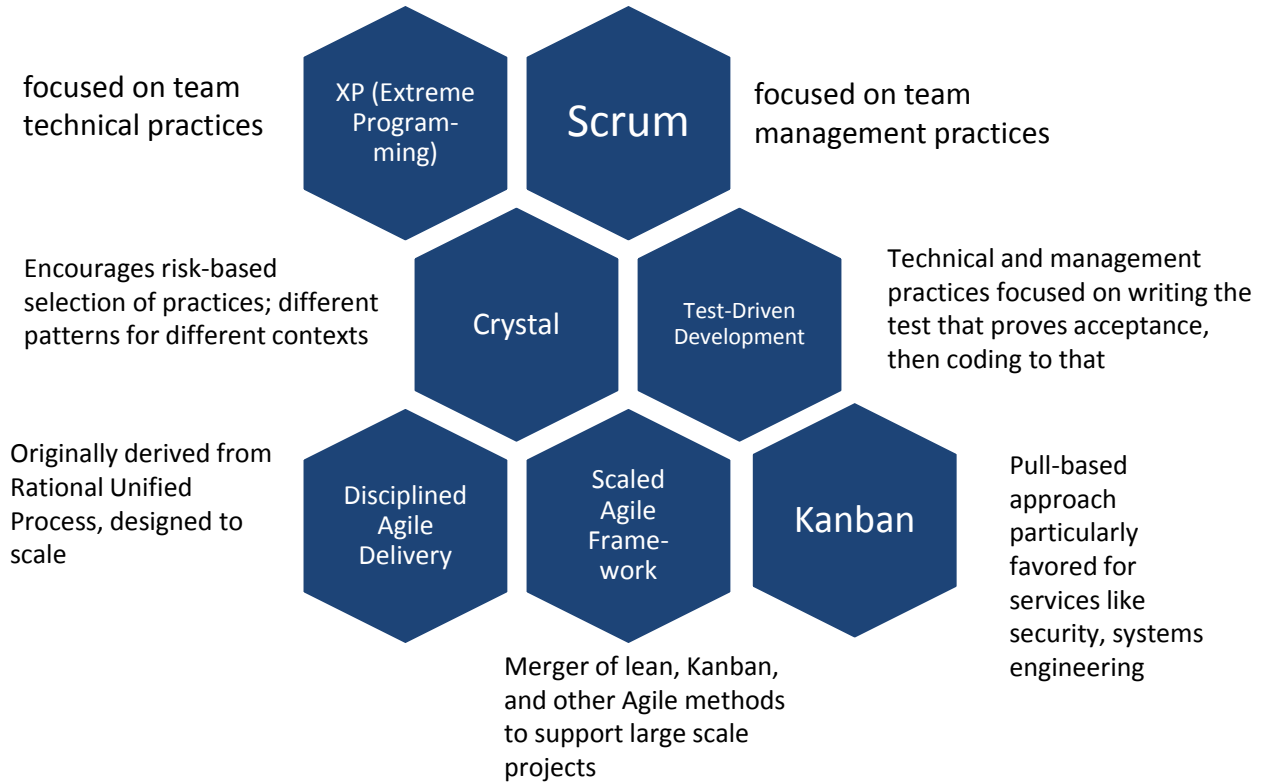 focused on team
technical practices
XP (Extreme
Program-
ming)
Scrum
focused on team
management practices
Encourages risk-based
selection of practices; different
patterns for different contexts
Crystal
Test-Driven
Development
Technical and management
practices focused on writing the
test that proves acceptance,
then coding to that
Originally derived from
Rational Unified
Process, designed to
scale
Disciplined
Agile
Delivery
Scaled
Agile
Frame-
work
Kanban
Pull-based
approach
particularly
favored for
services like
security, systems
engineering
Merger of lean, Kanban,
and other Agile methods
to support large scale
projects